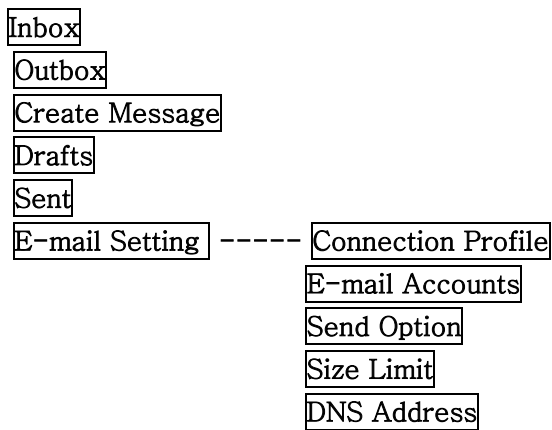 Inbox
Outbox
Create Message
Drafts
Sent
E-mail Setting ----- Connection Profile
E-mail Accounts
Send Option
Size Limit
DNS Address